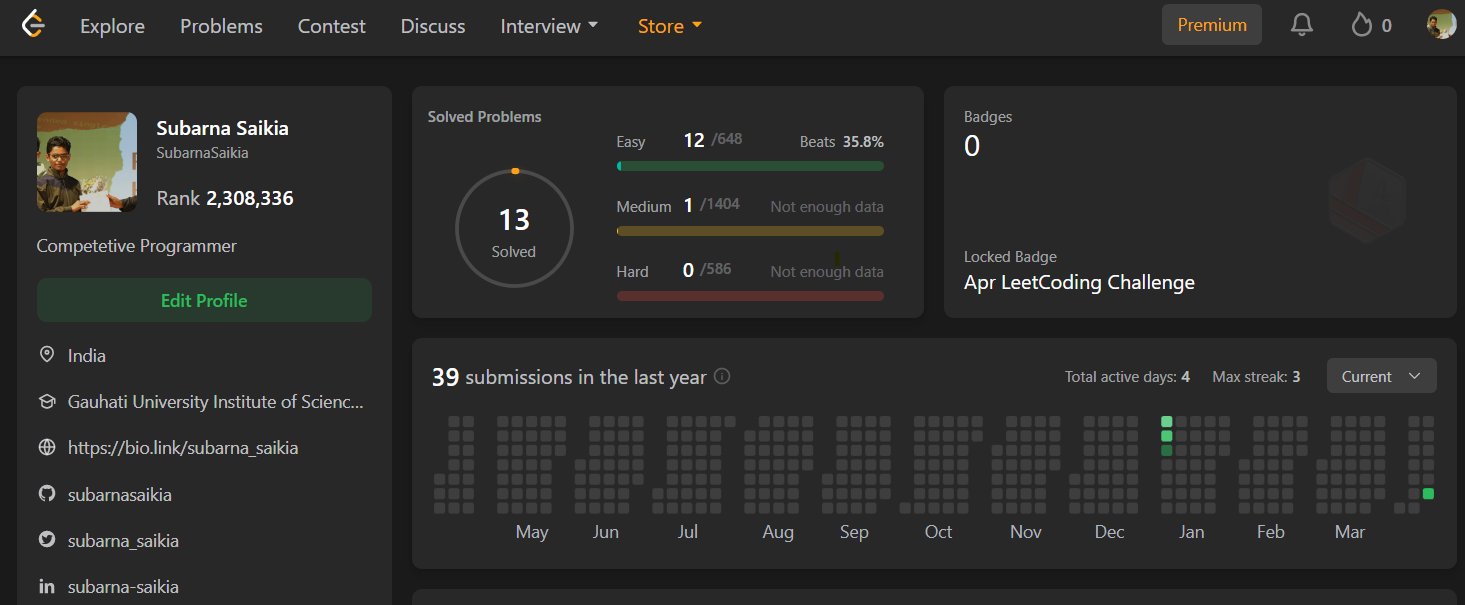 Explore Problems Contest Discuss Interview Store Premium 0
Subarna Saikia
SubarnaSaikia
Rank 2,308,336
Competetive Programmer
Edit Profile
India
Gauhati University Institute of Scienc...
https://bio.link/subarna_saikia
subarnasaikia
subarna_saikia
subarna-saikia
Solved Problems
13
Solved
Easy 12 /648 Beats 35.8%
Medium 1 /1404 Not enough data
Hard 0 /586 Not enough data
Badges
0
Locked Badge
Apr LeetCoding Challenge
39 submissions in the last year Total active days: 4 Max streak: 3 Current
May Jun Jul Aug Sep Oct Nov Dec Jan Feb Mar